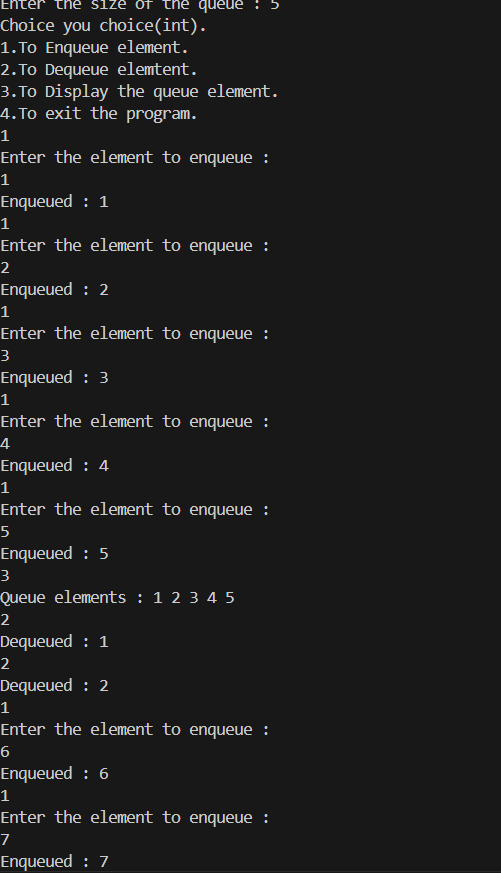 Enter the size of the queue : 5
Choice you choice(int).
1.To Enqueue element.
2.To Dequeue elemtent.
3.To Display the queue element.
4.To exit the program.
1
Enter the element to enqueue :
1
Enqueued : 1
1
Enter the element to enqueue :
2
Enqueued : 2
1
Enter the element to enqueue :
3
Enqueued : 3
1
Enter the element to enqueue :
4
Enqueued : 4
1
Enter the element to enqueue :
5
Enqueued : 5
3
Queue elements : 1 2 3 4 5
2
Dequeued : 1
2
Dequeued : 2
1
Enter the element to enqueue :
6
Enqueued : 6
1
Enter the element to enqueue :
7
Enqueued : 7